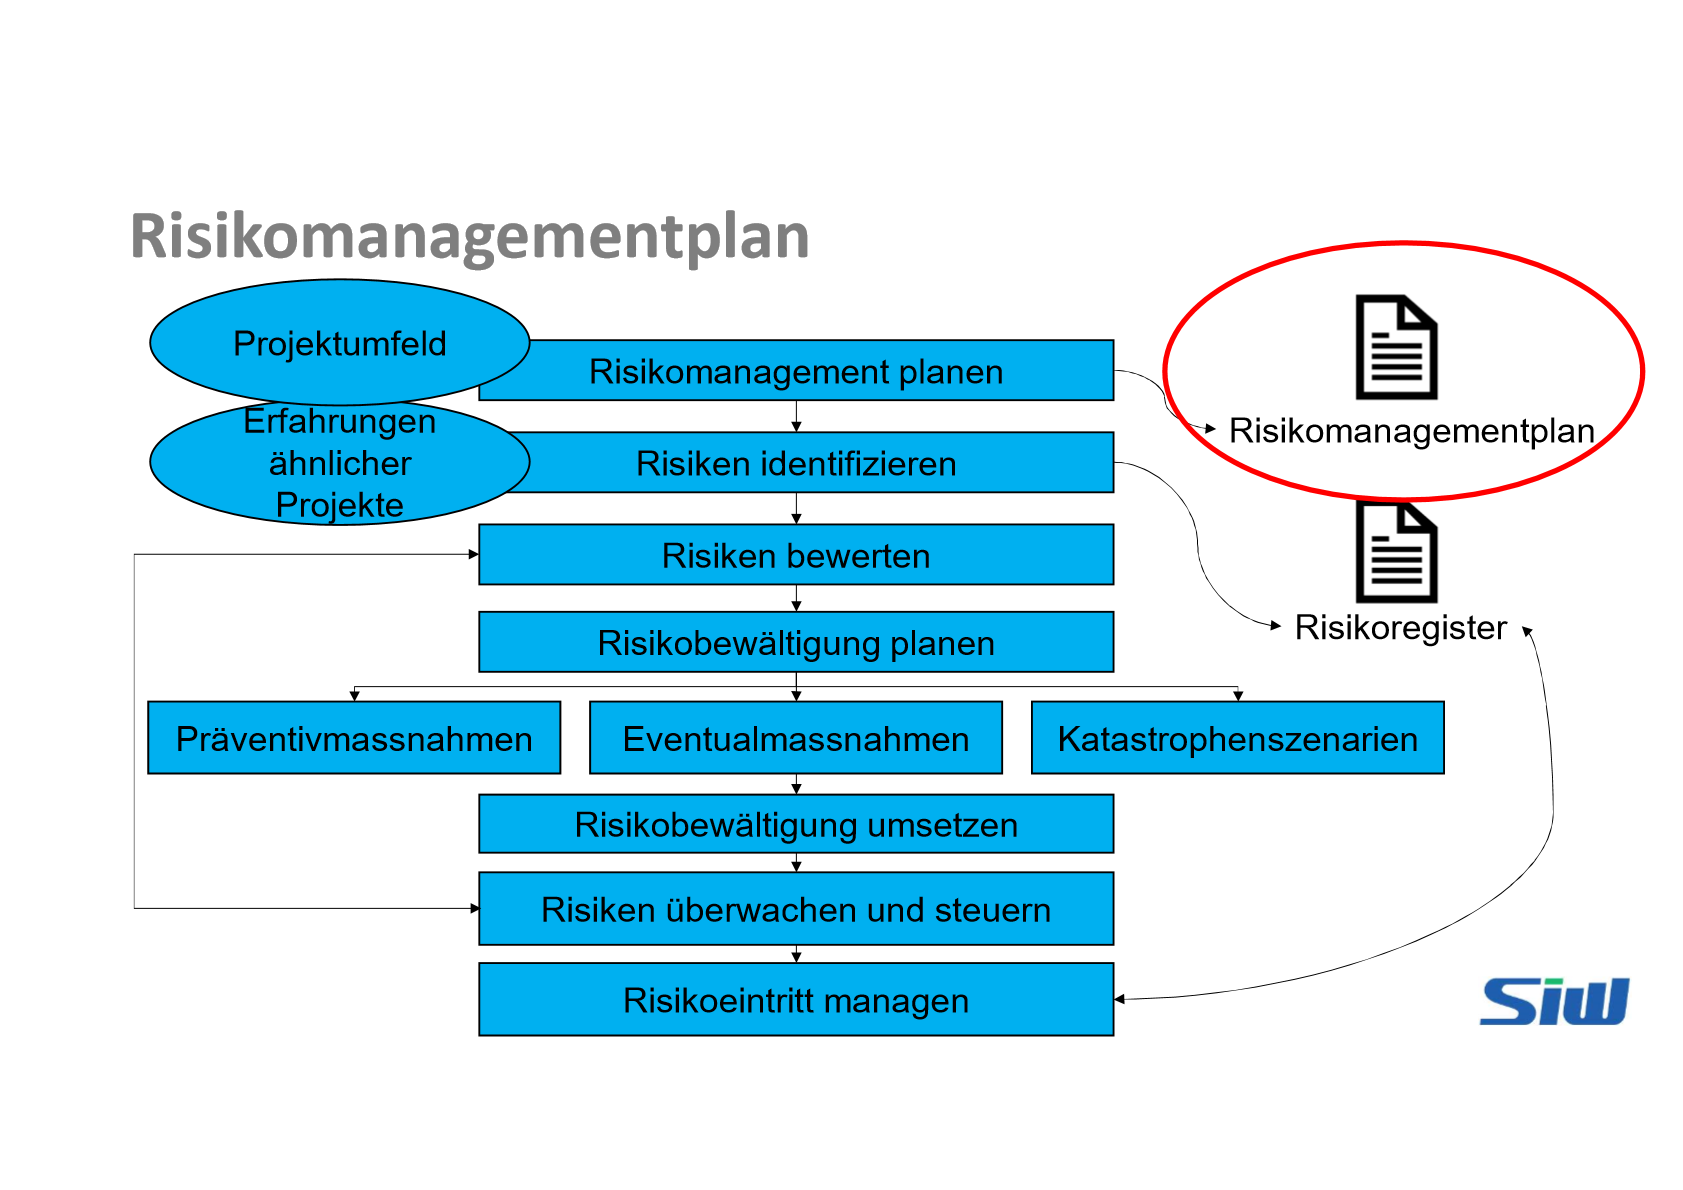 Risikomanagementplan
Projektumfeld
Risikomanagement planen
Risikomanagementplan
Erfahrungen
ähnlicher
Projekte
Risiken identifizieren
Risiken bewerten
Risikoregister
Risikobewältigung planen
Präventivmassnahmen
Eventualmassnahmen
Katastrophenszenarien
Risikobewältigung umsetzen
Risiken überwachen und steuern
Risikoeintritt managen
SiW